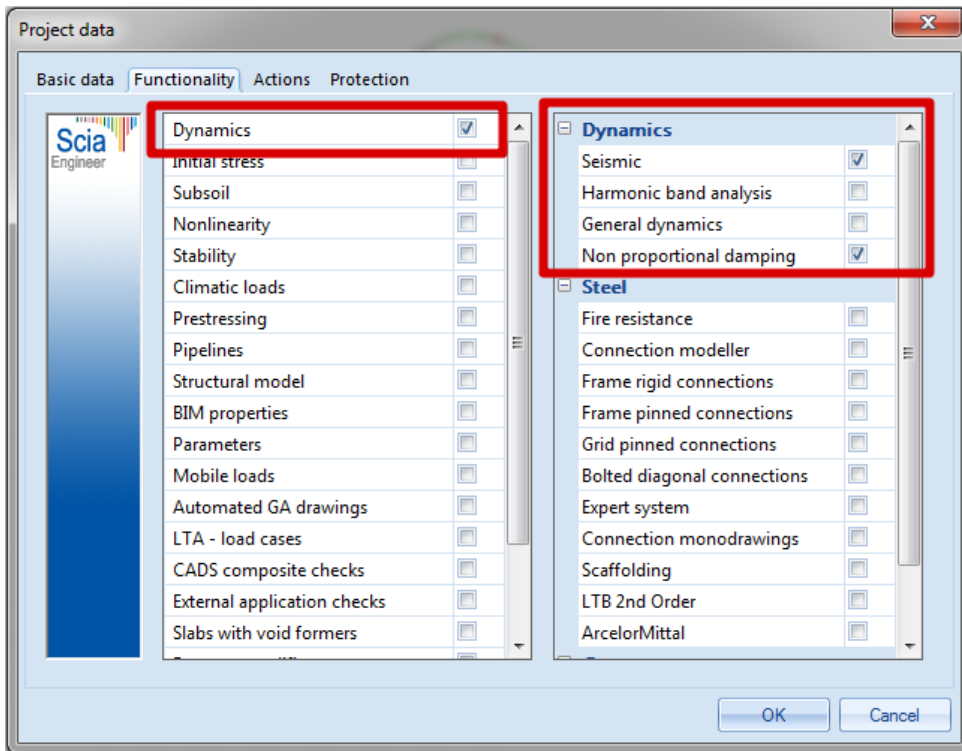 Project data
Basic data Functionality Actions Protection
Scia
Engineer
Dynamics
Initial stress
Subsoil
Nonlinearity
Stability
Climatic loads
Prestressing
Pipelines
Structural model
BIM properties
Parameters
Mobile loads
Automated GA drawings
LTA - load cases
CADS composite checks
External application checks
Slabs with void formers
Dynamics
Seismic
Harmonic band analysis
General dynamics
Non proportional damping
Steel
Fire resistance
Connection modeller
Frame rigid connections
Frame pinned connections
Grid pinned connections
Bolted diagonal connections
Expert system
Connection monodrawings
Scaffolding
LTB 2nd Order
ArcelorMittal
OK Cancel